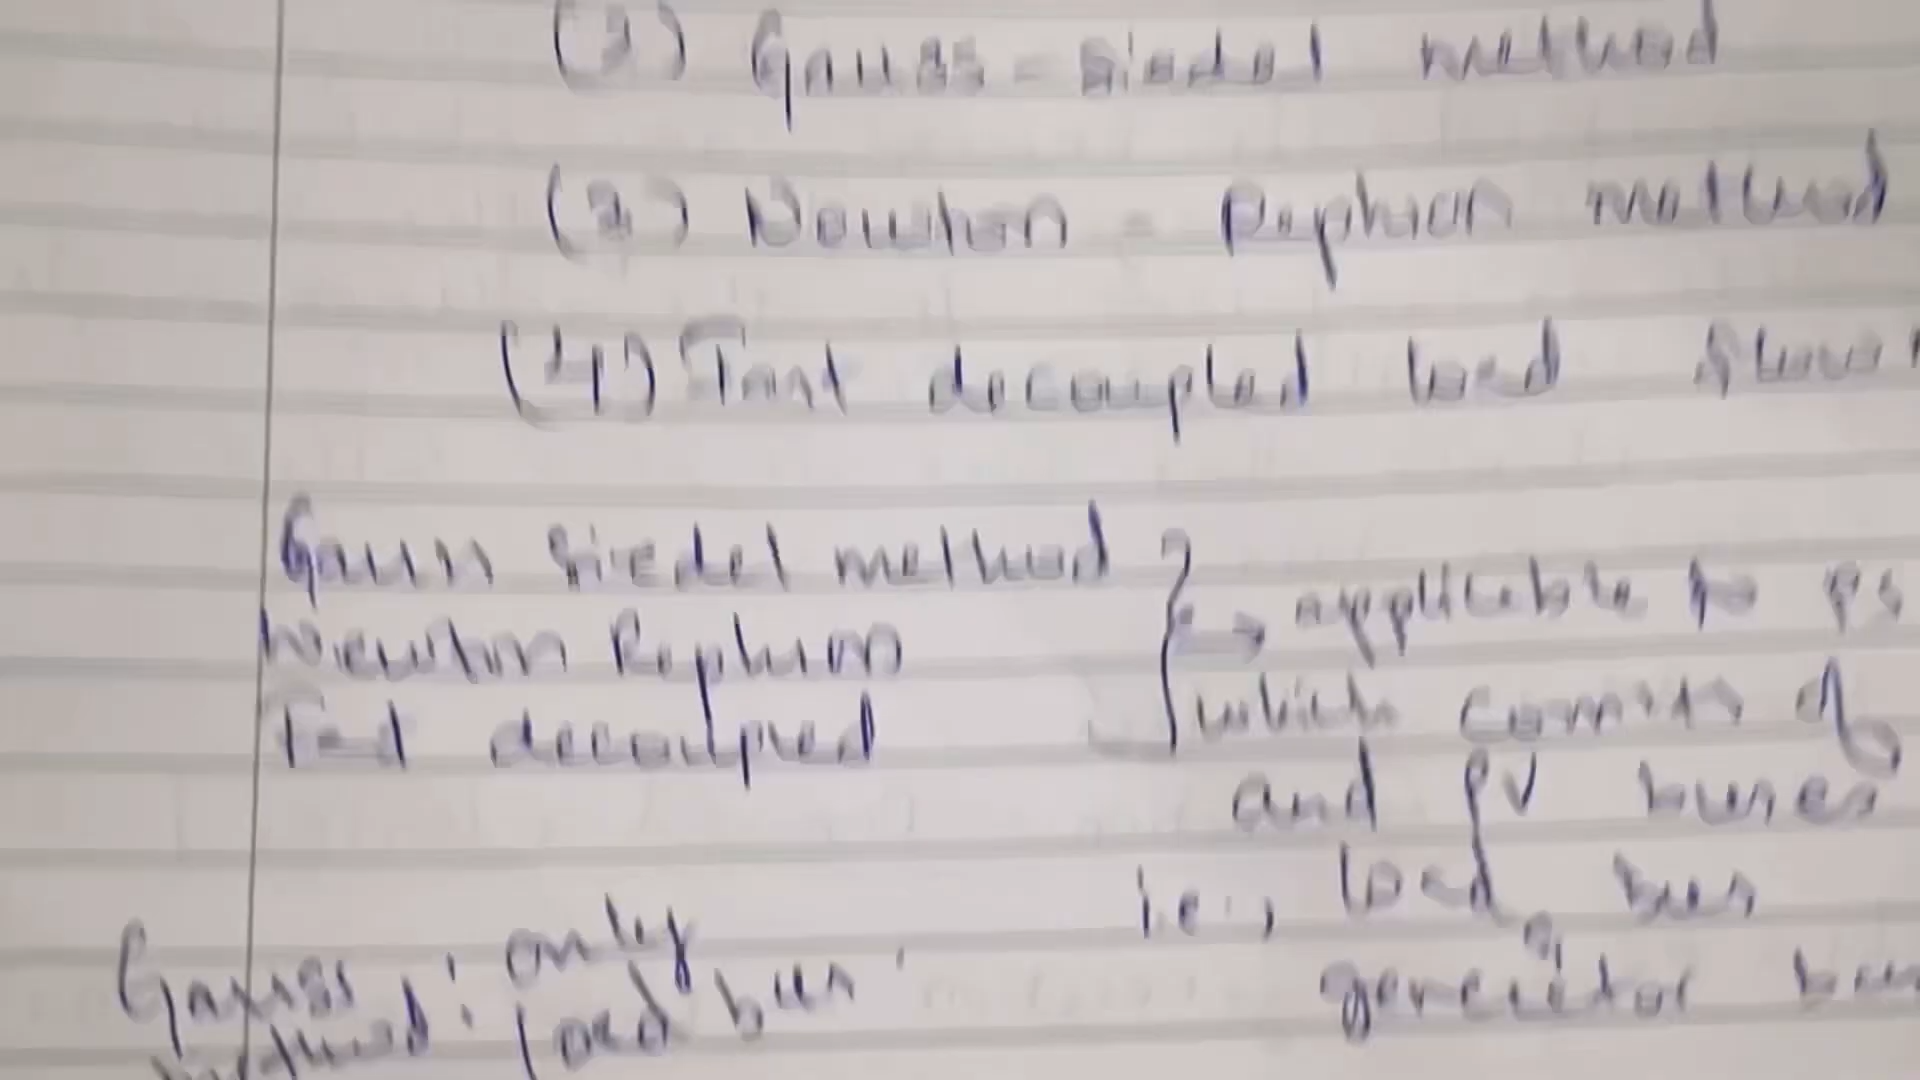 (2) Gauss - Siedel method
(3) Newton - Raphson method
(4) Fast decoupled load flow
Gauss Siedel method
Newton Raphson
Fast decoupled
→ applicable to PS
which consists of
and PV buses
i.e., load bus
&
generator bus
Gauss method : only load bus